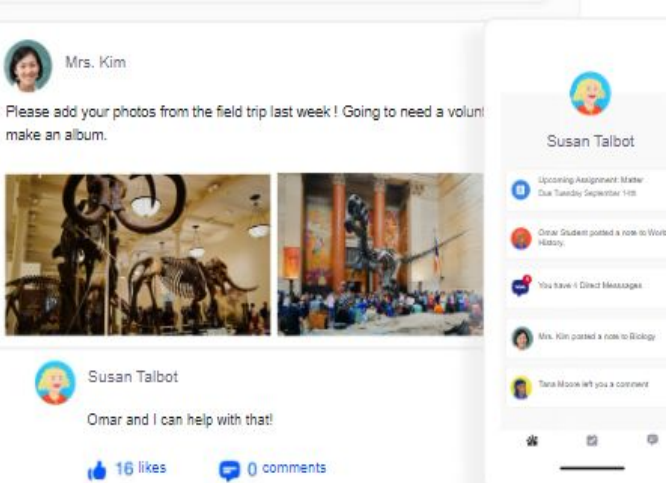 Mrs. Kim
Please add your photos from the field trip last week ! Going to need a
make an album.
Susan Talbot
Omar and I can help with that!
16 likes
0 comments
Susan Talbot
Upcoming Assignment: Matter
Due Tuesday September 14th
Omar Student posted a note to World
History.
You have 4 Direct Messages
Mrs. Kim posted a note to Biology
Tana Moore left you a comment